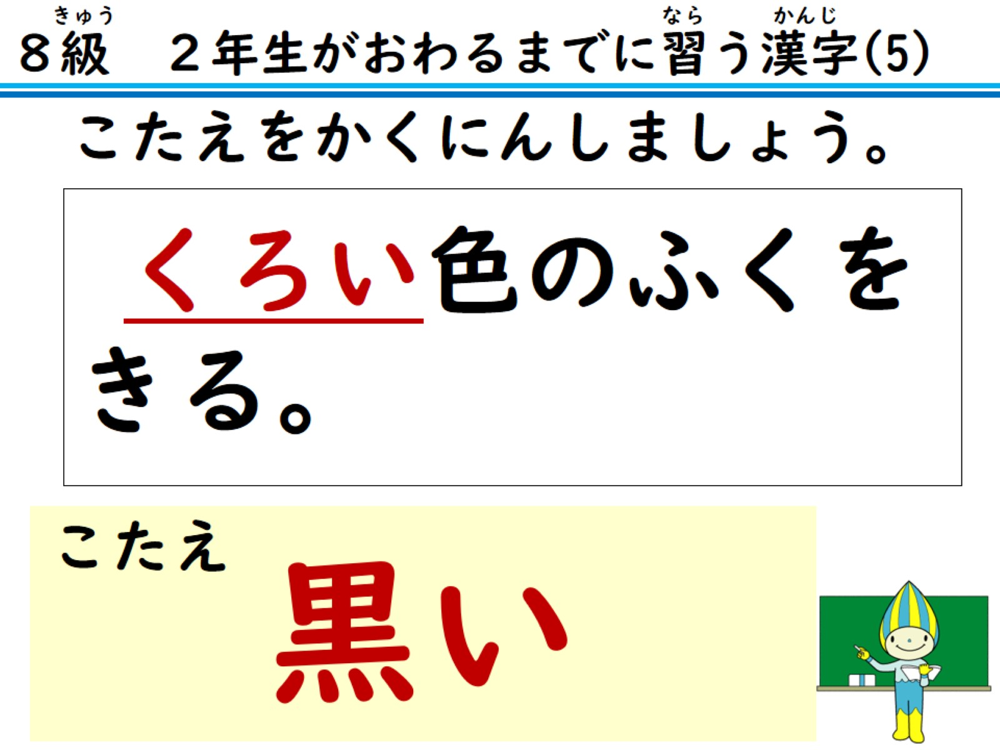 きゅう なら かんじ
８級　２年生がおわるまでに習う漢字(5)
こたえをかくにんしましょう。
くろい色のふくを
きる。
こたえ
黒い